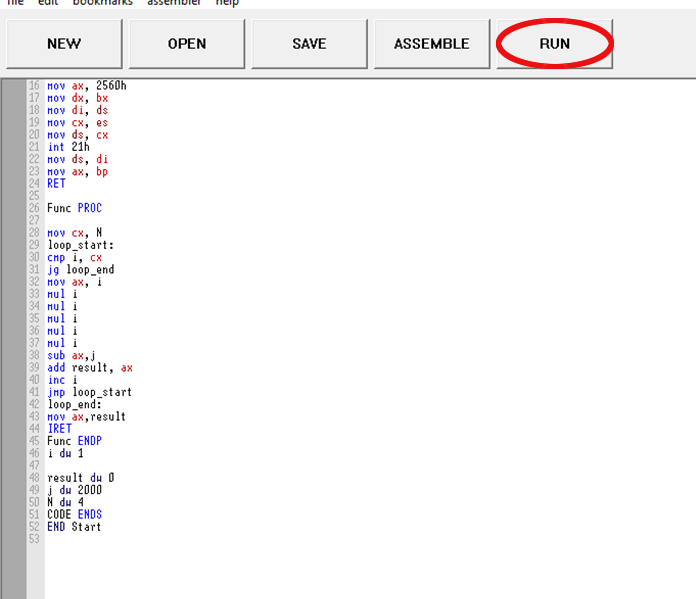 file edit bookmarks assembler help
NEW OPEN SAVE ASSEMBLE RUN
16 mov ax, 2560h
17 mov dx, bx
18 mov di, ds
19 mov cx, es
20 mov ds, cx
21 int 21h
22 mov ds, di
23 mov ax, bp
24 RET
25
26 Func PROC
27
28 mov cx, N
29 loop_start:
30 cmp i, cx
31 jg loop_end
32 mov ax, i
33 mul i
34 mul i
35 mul i
36 mul i
37 mul i
38 sub ax,j
39 add result, ax
40 inc i
41 jmp loop_start
42 loop_end:
43 mov ax,result
44 IRET
45 Func ENDP
46 i dw 1
47
48 result dw 0
49 j dw 2000
50 N dw 4
51 CODE ENDS
52 END Start
53